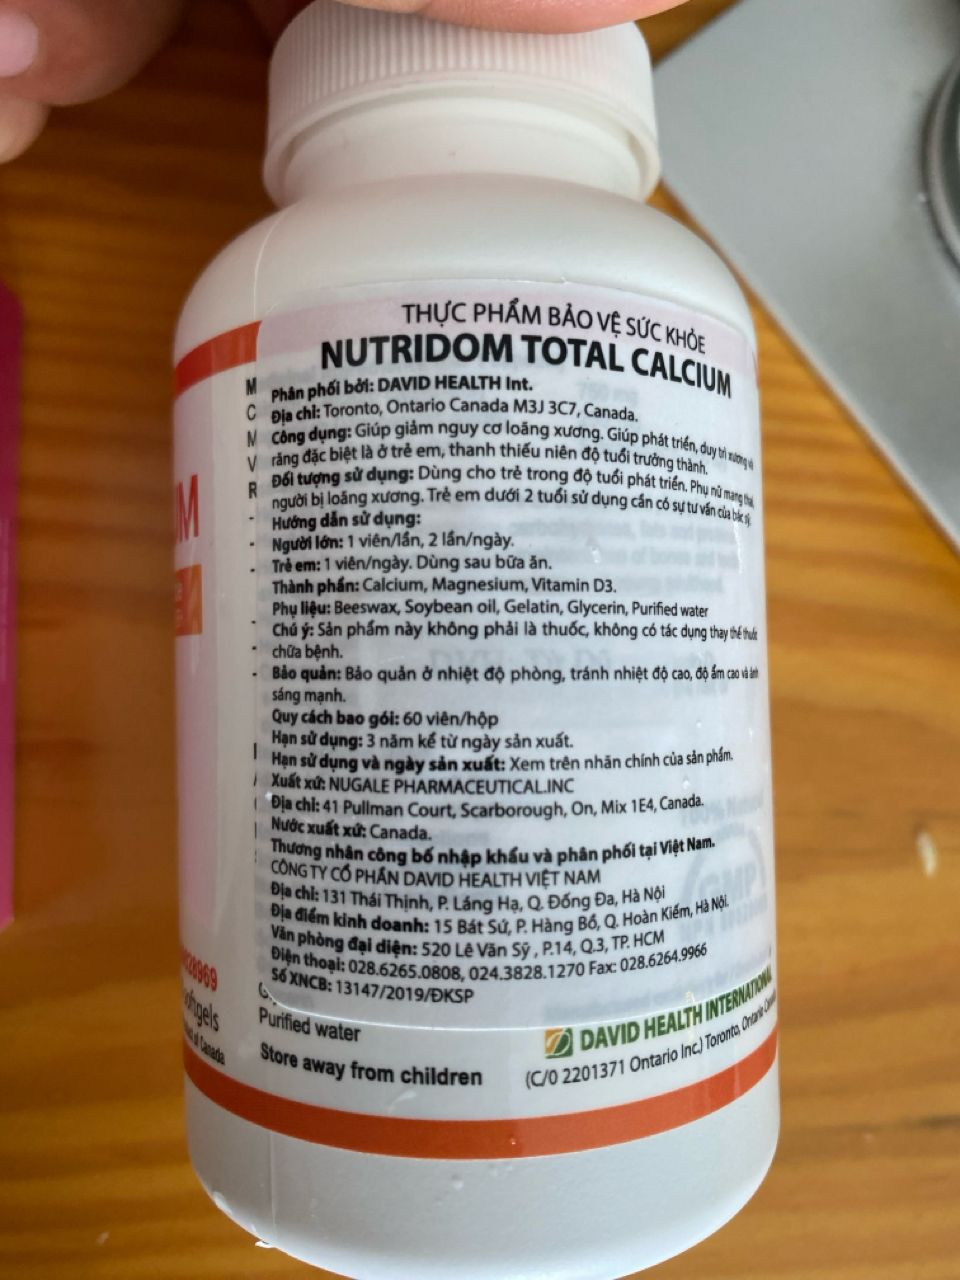 THỰC PHẨM BẢO VỆ SỨC KHỎE
NUTRIDOM TOTAL CALCIUM
Phân phối bởi: DAVID HEALTH Int.
Địa chỉ: Toronto, Ontario Canada M3J 3C7, Canada.
Công dụng: Giúp giảm nguy cơ loãng xương. Giúp phát triển, duy trì xương và
răng đặc biệt là ở trẻ em, thanh thiếu niên độ tuổi trưởng thành.
Đối tượng sử dụng: Dùng cho trẻ trong độ tuổi phát triển. Phụ nữ mang thai,
người bị loãng xương. Trẻ em dưới 2 tuổi sử dụng cần có sự tư vấn của bác sỹ.
Hướng dẫn sử dụng:
Người lớn: 1 viên/lần, 2 lần/ngày.
Trẻ em: 1 viên/ngày. Dùng sau bữa ăn.
Thành phần: Calcium, Magnesium, Vitamin D3.
Phụ liệu: Beeswax, Soybean oil, Gelatin, Glycerin, Purified water
Chú ý: Sản phẩm này không phải là thuốc, không có tác dụng thay thế thuốc
chữa bệnh.
Bảo quản: Bảo quản ở nhiệt độ phòng, tránh nhiệt độ cao, độ ẩm cao và ánh
sáng mạnh.
Quy cách bao gói: 60 viên/hộp
Hạn sử dụng: 3 năm kể từ ngày sản xuất.
Hạn sử dụng và ngày sản xuất: Xem trên nhãn chính của sản phẩm.
Xuất xứ: NUGALE PHARMACEUTICAL.INC
Địa chỉ: 41 Pullman Court, Scarborough, On, Mix 1E4, Canada.
Nước xuất xứ: Canada.
Thương nhân công bố nhập khẩu và phân phối tại Việt Nam.
CÔNG TY CỔ PHẦN DAVID HEALTH VIỆT NAM
Địa chỉ: 131 Thái Thịnh, P. Láng Hạ, Q. Đống Đa, Hà Nội
Địa điểm kinh doanh: 15 Bát Sứ, P. Hàng Bồ, Q. Hoàn Kiếm, Hà Nội.
Văn phòng đại diện: 520 Lê Văn Sỹ, P.14, Q.3, TP. HCM
Điện thoại: 028.6265.0808, 024.3828.1270 Fax: 028.6264.9966
Số XNCB: 13147/2019/ĐKSP
Purified water
Store away from children
DAVID HEALTH INTERNATIONAL
(C/0 2201371 Ontario Inc.) Toronto, Ontario